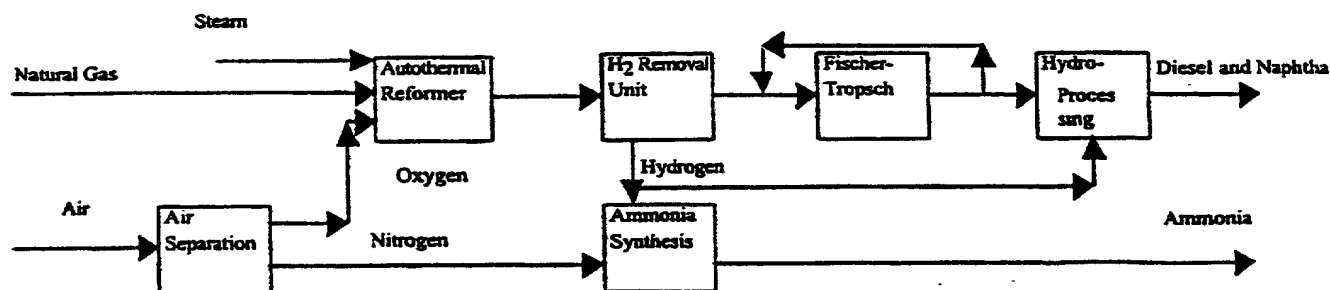 Steam
Natural Gas
Autothermal
Reformer
H2 Removal
Unit
Fischer-
Tropsch
Hydro-
Proces
sing
Diesel and Naphtha
Oxygen
Hydrogen
Air
Air
Separation
Nitrogen
Ammonia
Synthesis
Ammonia